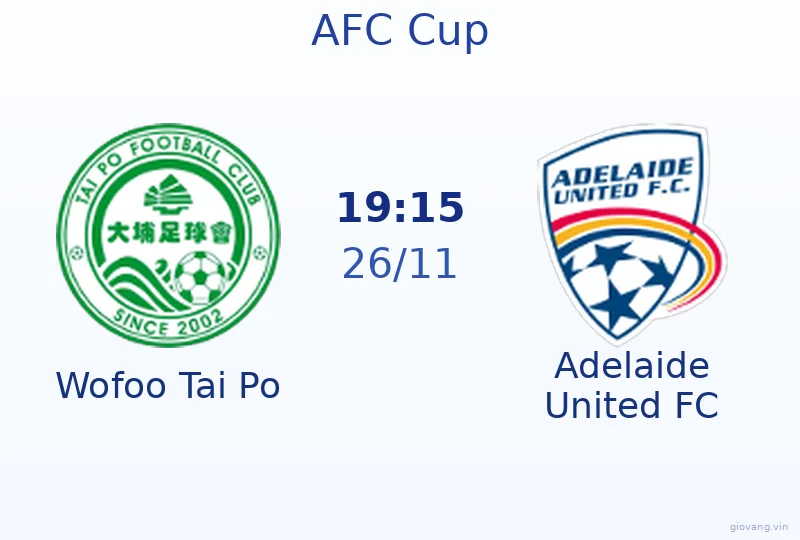 AFC Cup
TAI PO FOOTBALL CLUB
大埔足球會
SINCE 2002
Wofoo Tai Po
19:15
26/11
ADELAIDE
UNITED F.C.
Adelaide
United FC
giovang.vin